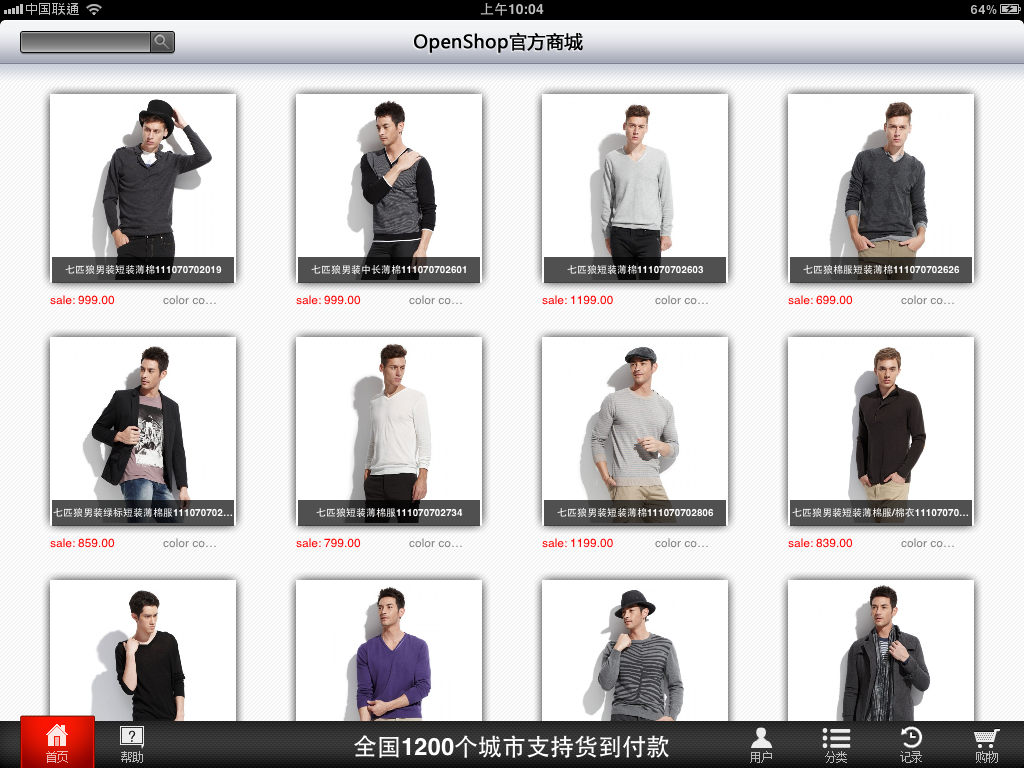 中国联通 上午10:04 64%
OpenShop官方商城
七匹狼男装短装薄棉111070702019
七匹狼男装中长薄棉111070702601
七匹狼短装薄棉111070702603
七匹狼棉服短装薄棉111070702626
sale: 999.00 color co…
sale: 999.00 color co…
sale: 1199.00 color co…
sale: 699.00 color co…
七匹狼男装绿标短装薄棉服111070702…
七匹狼薄棉服111070702734
七匹狼男装短装薄棉111070702806
七匹狼男装短装薄棉服/棉衣11107070…
sale: 859.00 color co…
sale: 799.00 color co…
sale: 1199.00 color co…
sale: 839.00 color co…
首页
帮助
全国1200个城市支持货到付款
用户
分类
记录
购物